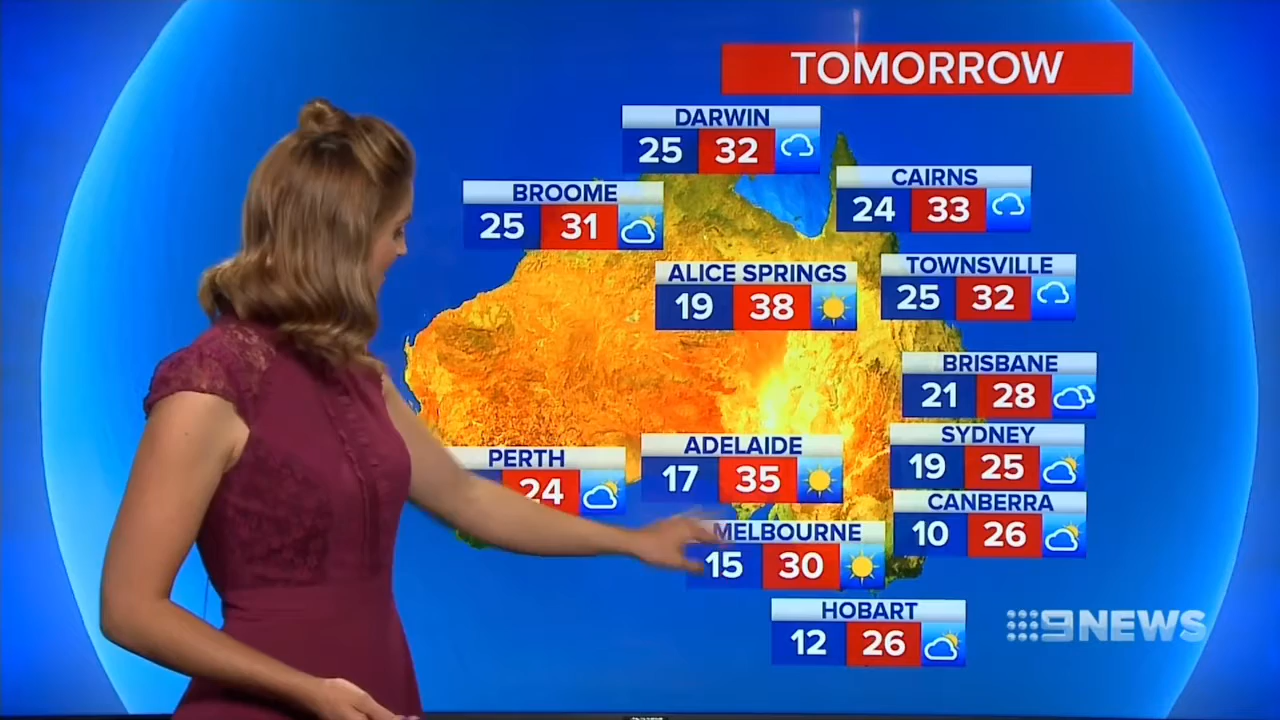 TOMORROW
DARWIN
25 32
CAIRNS
24 33
BROOME
25 31
ALICE SPRINGS
19 38
TOWNSVILLE
25 32
BRISBANE
21 28
SYDNEY
19 25
ADELAIDE
17 35
PERTH
24
CANBERRA
10 26
MELBOURNE
15 30
HOBART
12 26
9NEWS